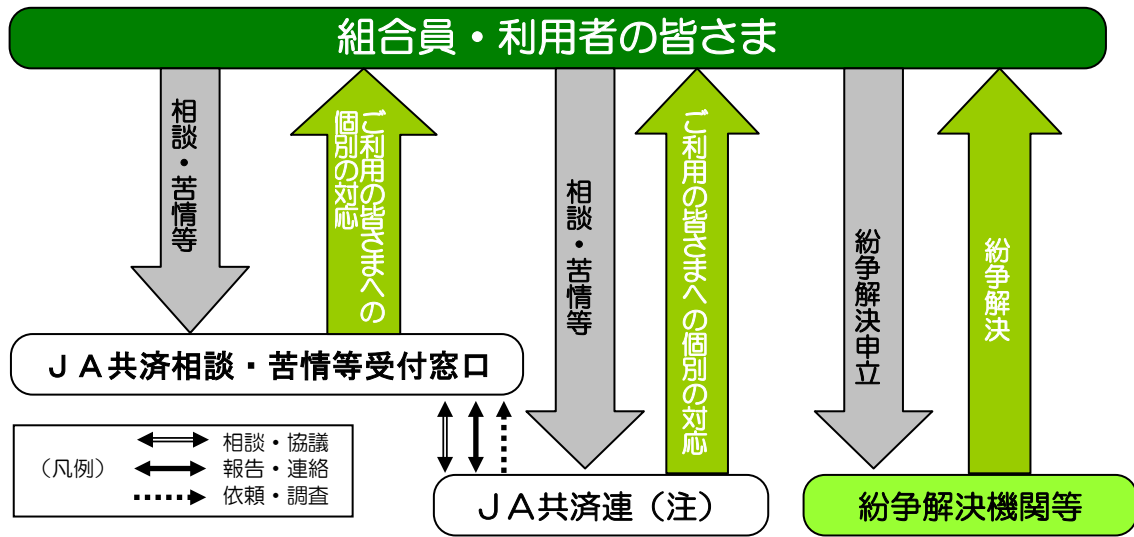 組合員・利用者の皆さま
相談・苦情等
ご利用の皆さまへの
個別の対応
相談・苦情等
ご利用の皆さまへの個別の対応
紛争解決申立
紛争解決
ＪＡ共済相談・苦情等受付窓口
（凡例）
相談・協議
報告・連絡
依頼・調査
ＪＡ共済連（注）
紛争解決機関等